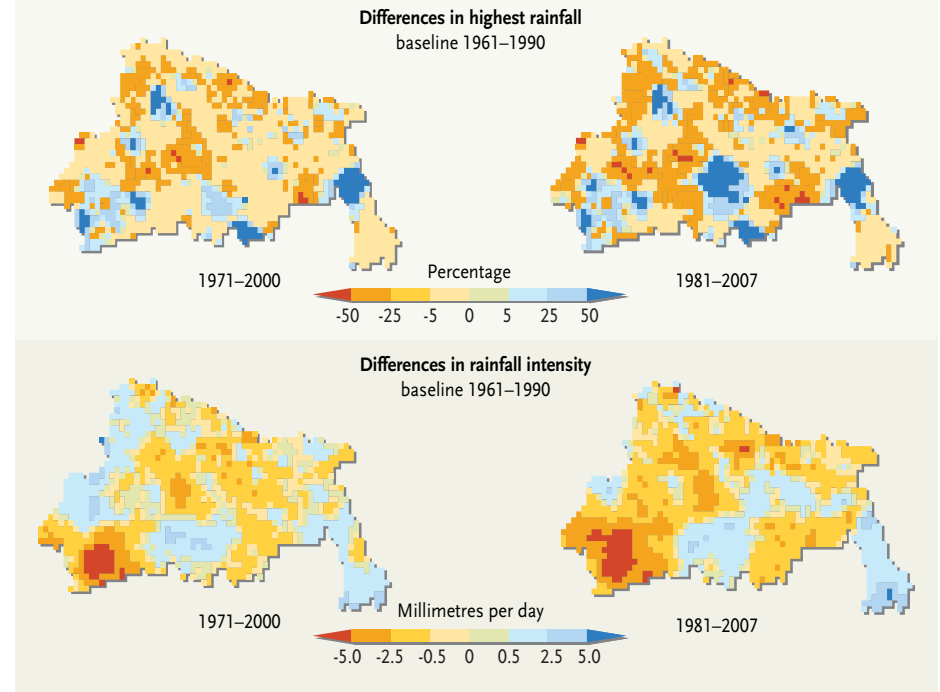 Differences in highest rainfall
baseline 1961–1990
1971–2000
Percentage
1981–2007
-50 -25 -5 0 5 25 50
Differences in rainfall intensity
baseline 1961–1990
1971–2000
Millimetres per day
1981–2007
-5.0 -2.5 -0.5 0 0.5 2.5 5.0